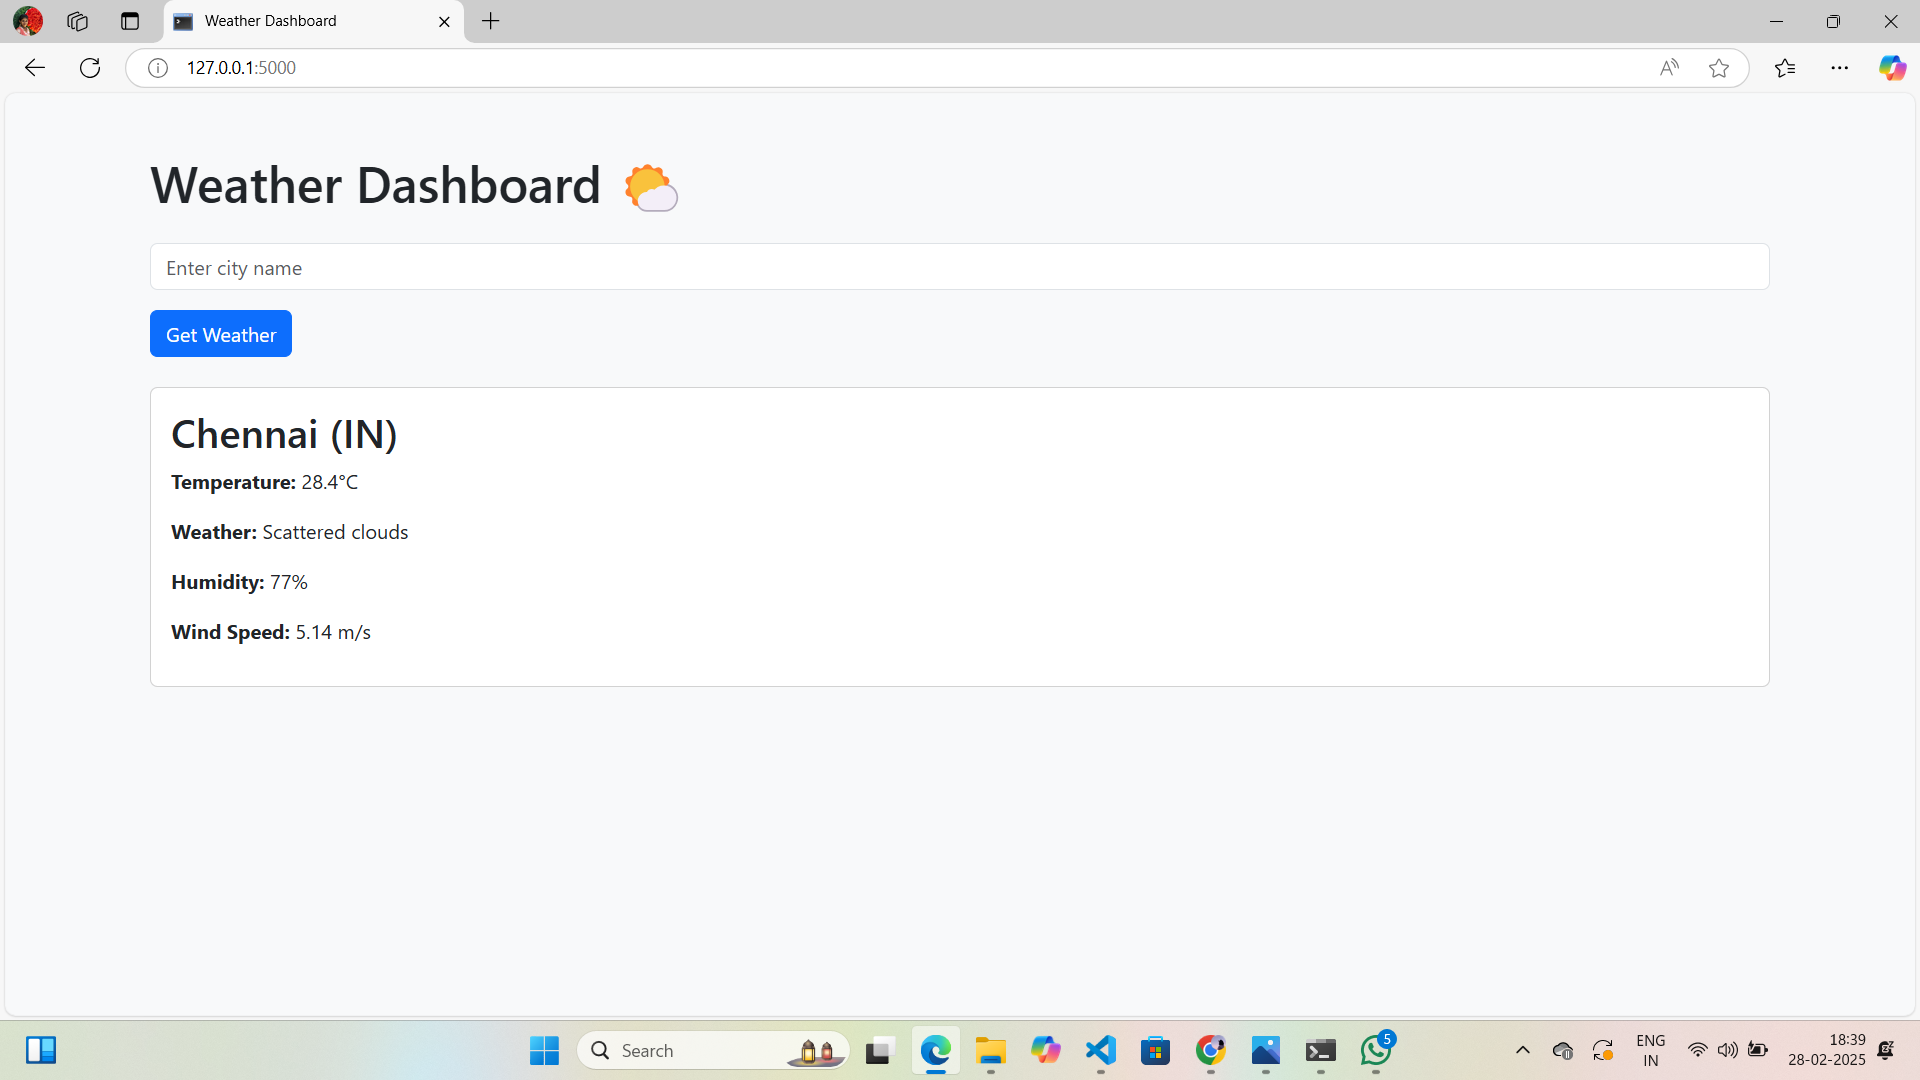 Weather Dashboard
127.0.0.1:5000
Weather Dashboard
Enter city name
Get Weather
Chennai (IN)
Temperature: 28.4°C
Weather: Scattered clouds
Humidity: 77%
Wind Speed: 5.14 m/s
Search
5
ENG
IN
18:39
28-02-2025